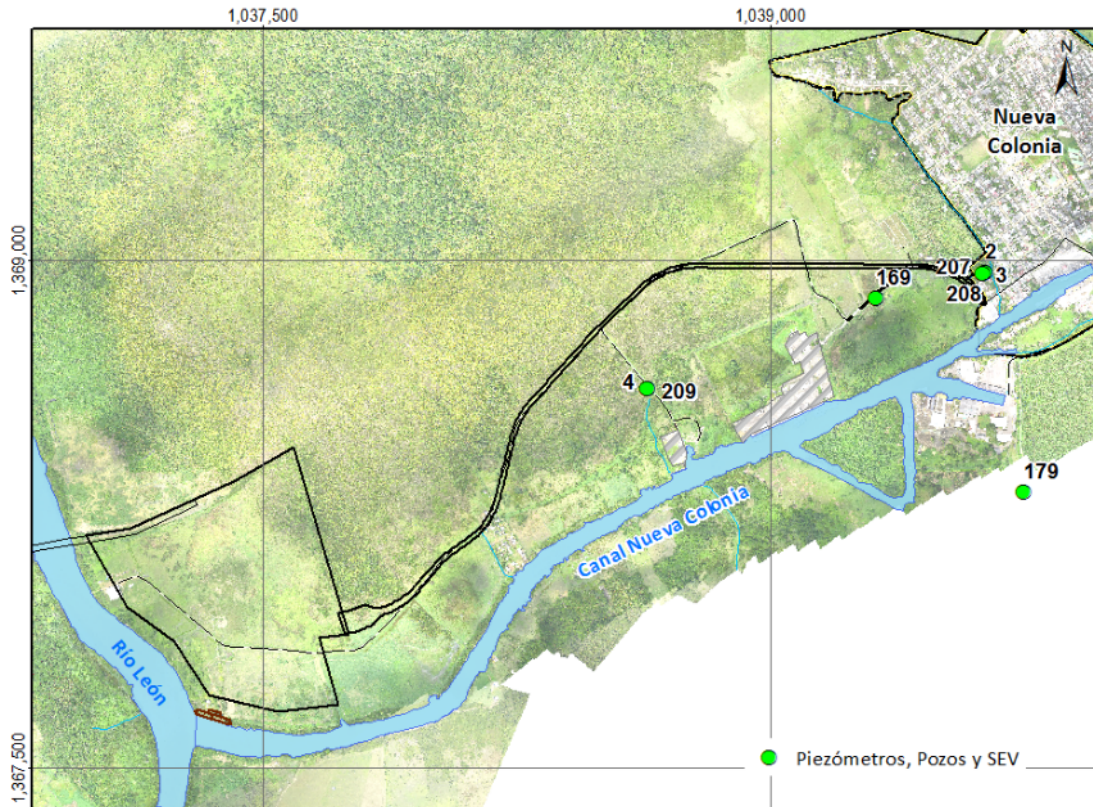 1,037,500
1,039,000
N
Nueva
Colonia
1,369,000
2
207
3
169
208
4
209
179
Canal Nueva Colonia
Río León
1,367,500
Piezómetros, Pozos y SEV